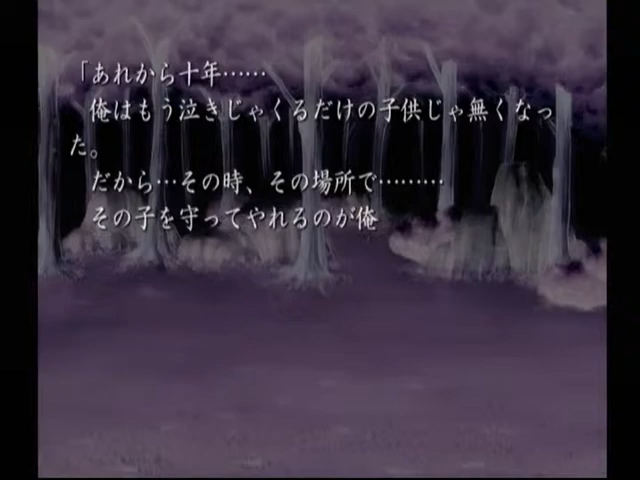 「あれから十年……
俺はもう泣きじゃくるだけの子供じゃ無くなっ
た。
だから…その時、その場所で………
その子を守ってやれるのが俺